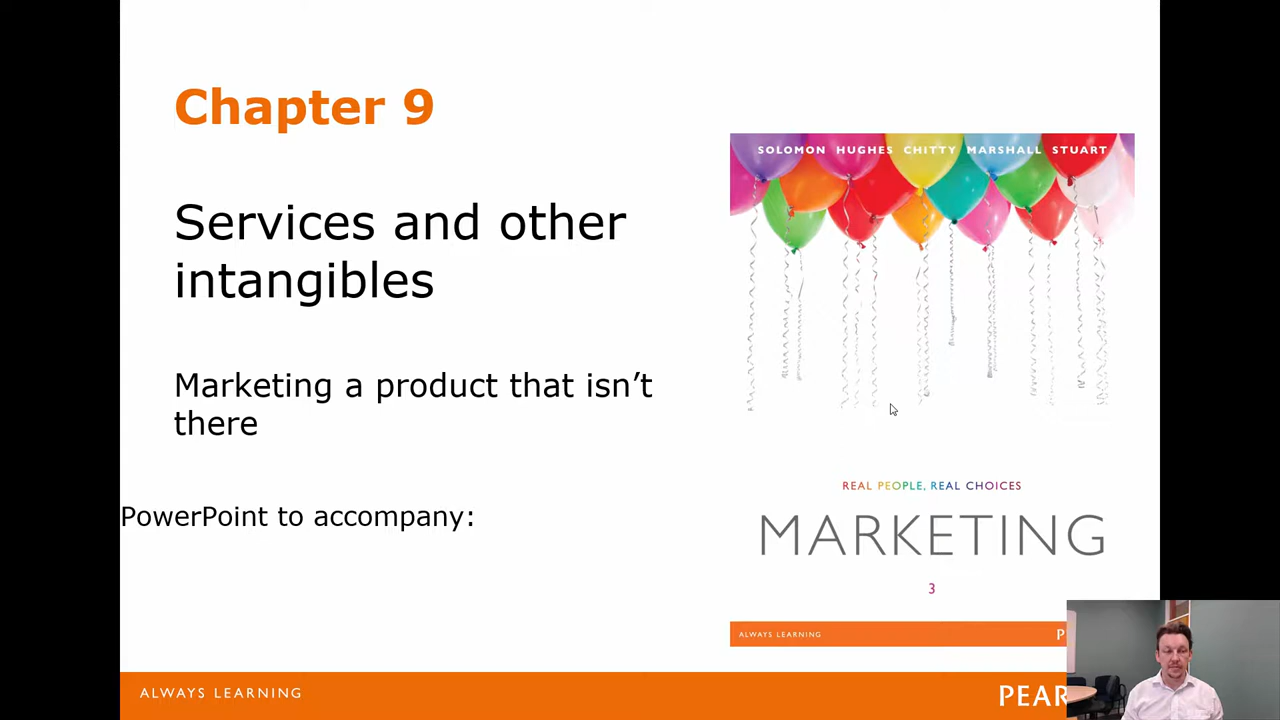 Chapter 9
Services and other
intangibles
Marketing a product that isn’t
there
PowerPoint to accompany:
SOLOMON HUGHES CHITTY MARSHALL STUART
REAL PEOPLE, REAL CHOICES
MARKETING
3
ALWAYS LEARNING
P
ALWAYS LEARNING
PEAR